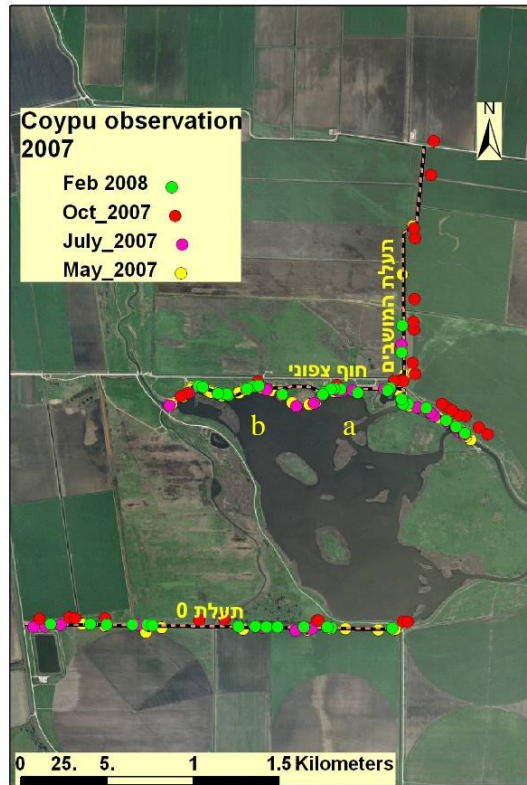 Coypu observation
2007
Feb 2008
Oct_2007
July_2007
May_2007
N
תעלת המושבים
חוף צפוני
b
a
תעלת 0
0 25. .5 1 1.5 Kilometers